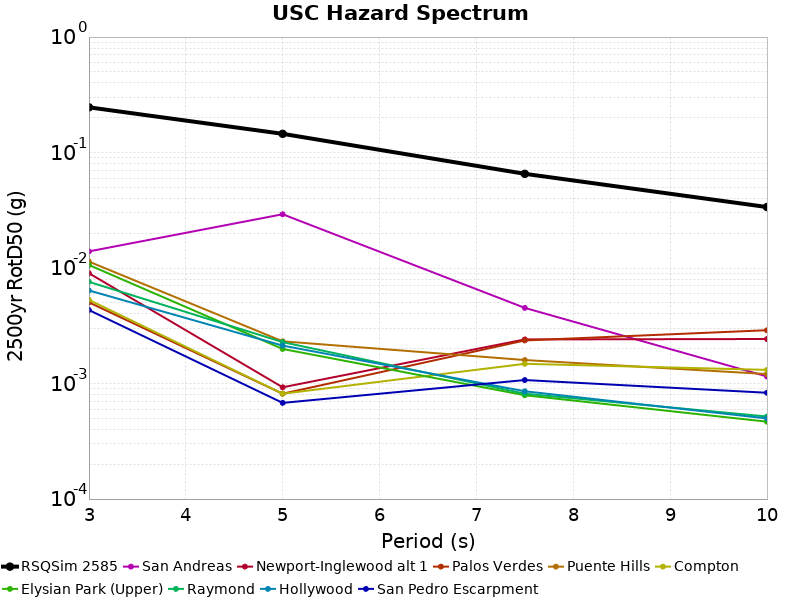 USC Hazard Spectrum
10^0
10^-1
10^-2
10^-3
10^-4
2500yr RotD50 (g)
3 4 5 6 7 8 9 10
Period (s)
RSQSim 2585 San Andreas Newport-Inglewood alt 1 Palos Verdes Puente Hills Compton
Elysian Park (Upper) Raymond Hollywood San Pedro Escarpment